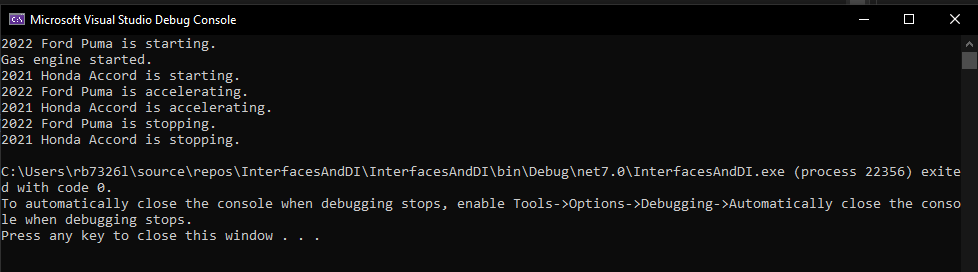 Microsoft Visual Studio Debug Console
2022 Ford Puma is starting.
Gas engine started.
2021 Honda Accord is starting.
2022 Ford Puma is accelerating.
2021 Honda Accord is accelerating.
2022 Ford Puma is stopping.
2021 Honda Accord is stopping.
C:\Users\rb7326l\source\repos\InterfacesAndDI\InterfacesAndDI\bin\Debug\net7.0\InterfacesAndDI.exe (process 22356) exite
d with code 0.
To automatically close the console when debugging stops, enable Tools->Options->Debugging->Automatically close the conso
le when debugging stops.
Press any key to close this window . . .